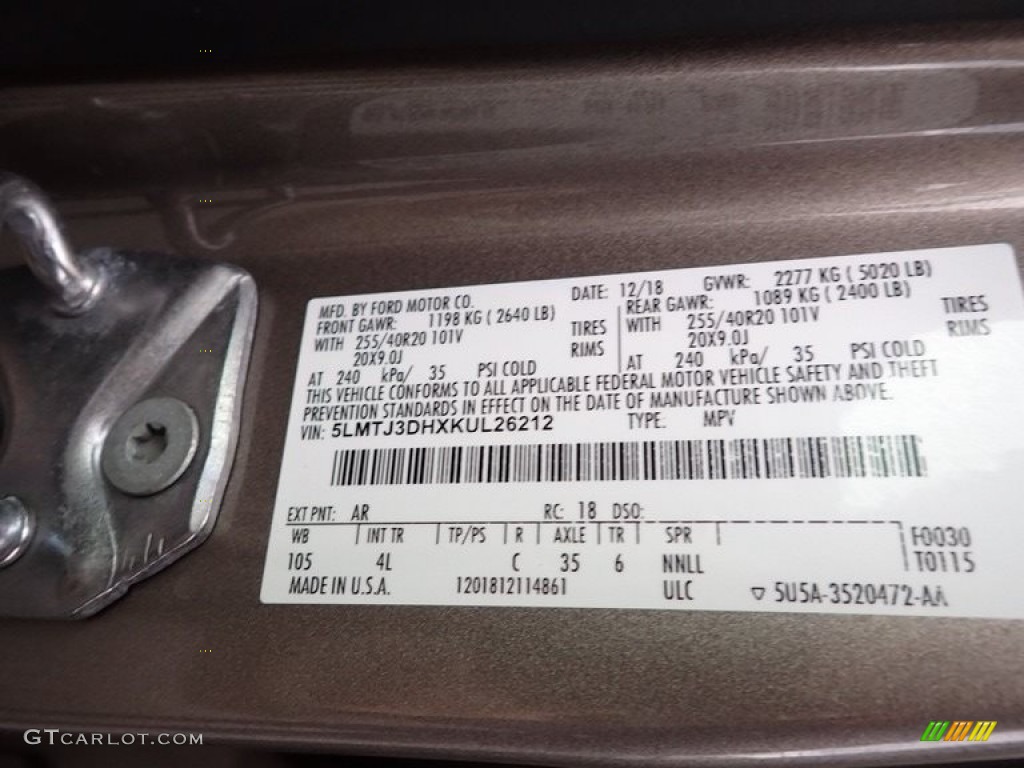 MFD. BY FORD MOTOR CO. DATE: 12/18 GVWR: 2277 KG ( 5020 LB)
FRONT GAWR: 1198 KG ( 2640 LB) REAR GAWR: 1089 KG ( 2400 LB)
WITH 255/40R20 101V TIRES WITH 255/40R20 101V TIRES
20X9.0J RIMS 20X9.0J RIMS
AT 240 kPa/ 35 PSI COLD AT 240 kPa/ 35 PSI COLD
THIS VEHICLE CONFORMS TO ALL APPLICABLE FEDERAL MOTOR VEHICLE SAFETY AND THEFT
PREVENTION STANDARDS IN EFFECT ON THE DATE OF MANUFACTURE SHOWN ABOVE.
VIN: 5LMTJ3DHXKUL26212 TYPE: MPV
EXT PNT: AR RC: 18 DSO:
WB INT TR TP/PS R AXLE TR SPR F0030
105 4L C 35 6 NNLL T0115
MADE IN U.S.A. 1201812114861 ULC ▽ 5U5A-3520472-AA
GTCARLOT.COM